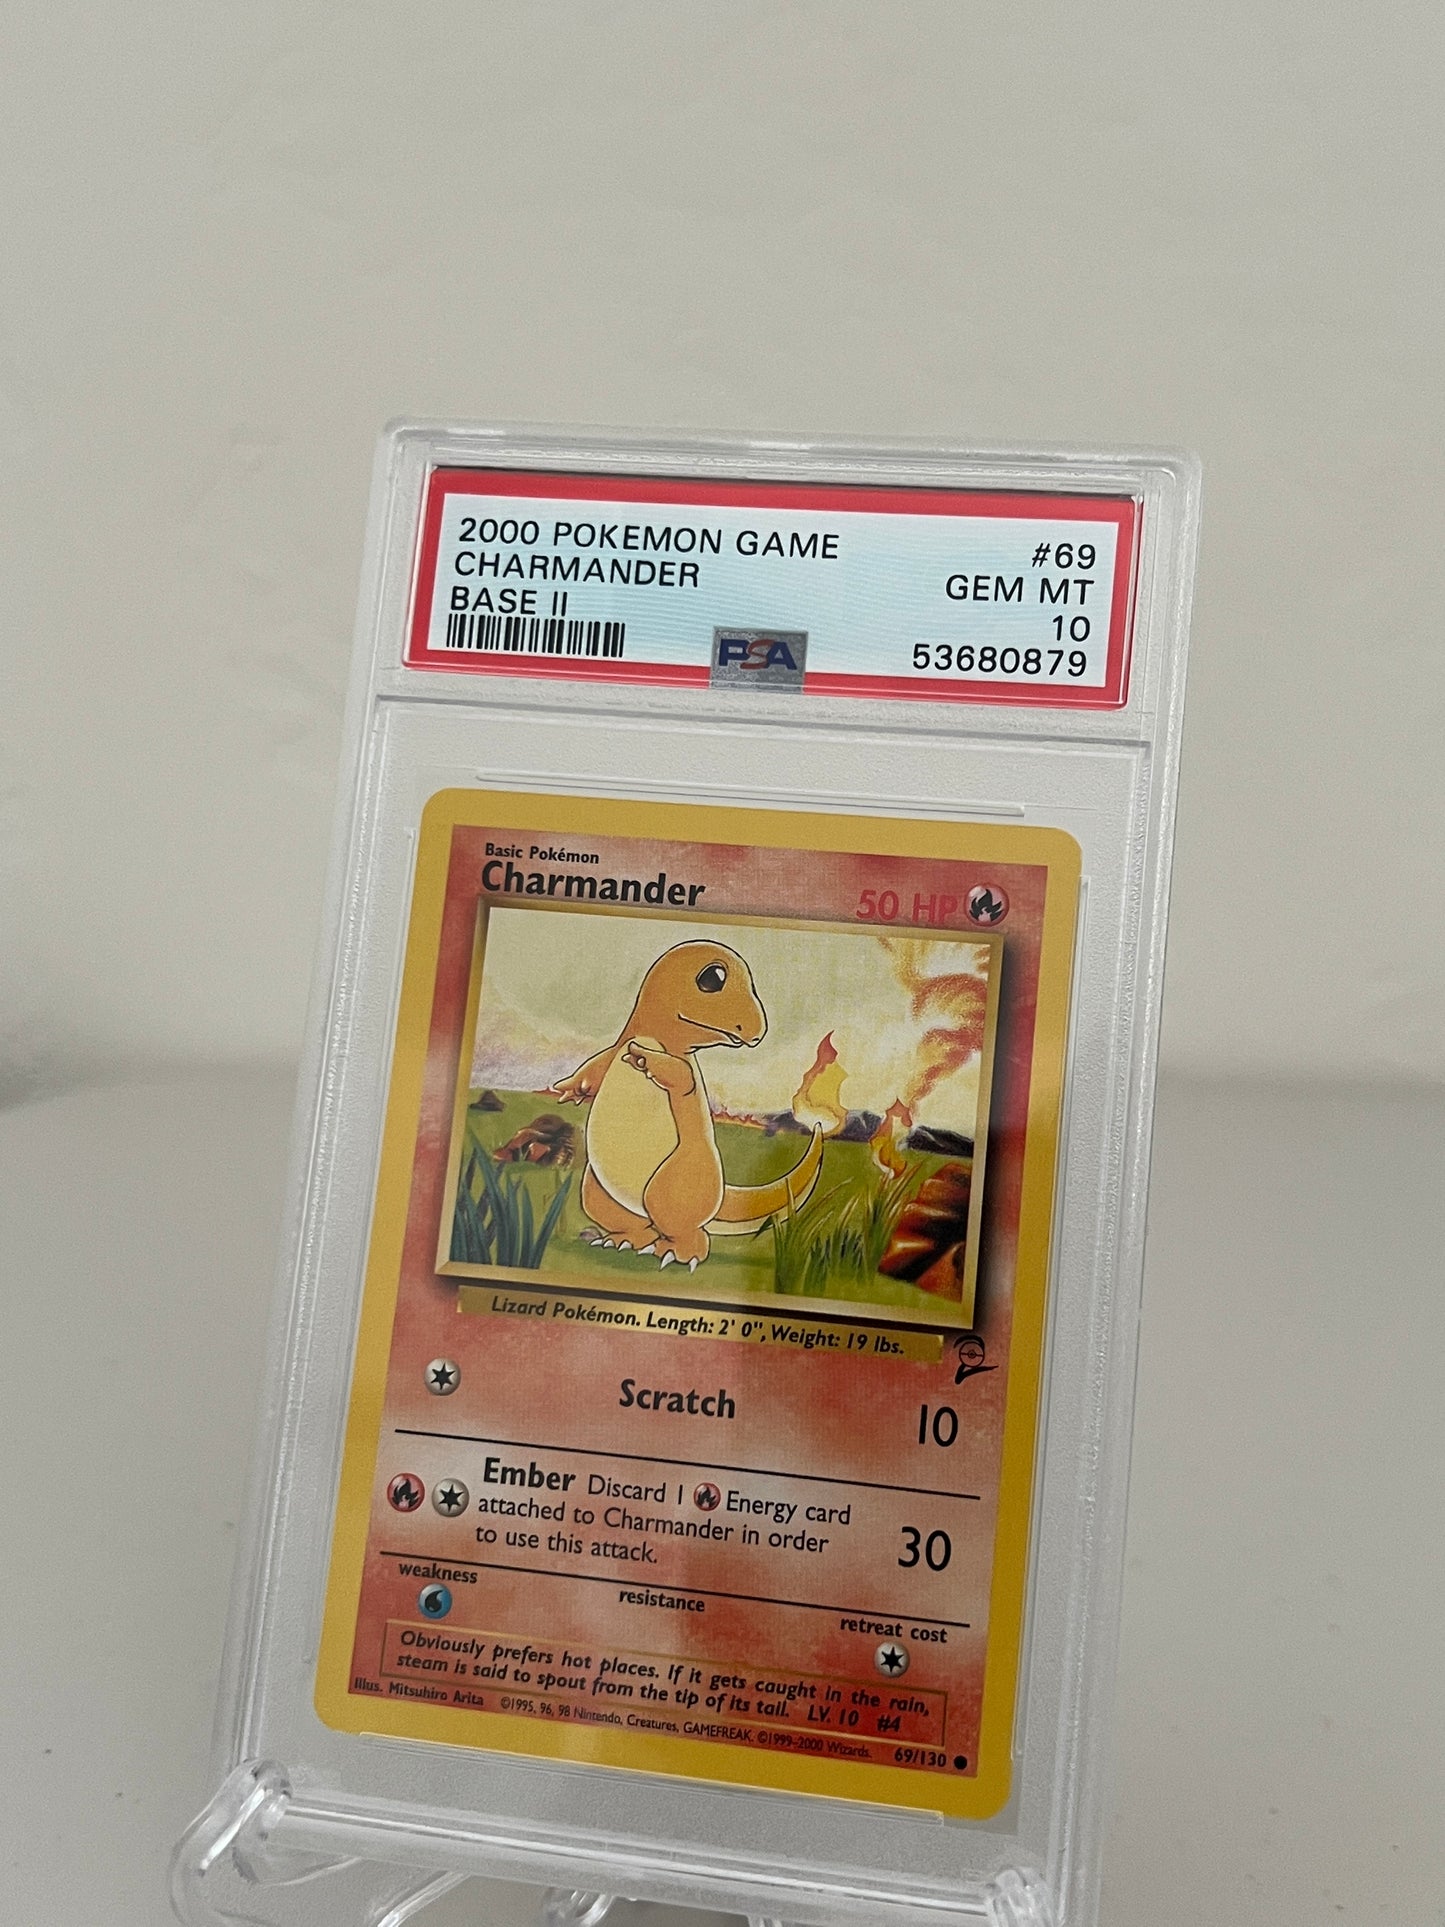 2000 POKEMON GAME #69
CHARMANDER GEM MT
BASE II 10
PSA 53680879
Basic Pokémon
Charmander 50 HP
Lizard Pokémon. Length: 2' 0", Weight: 19 lbs.
Scratch 10
Ember Discard 1 Energy card
attached to Charmander in order
to use this attack.
30
weakness resistance retreat cost
Obviously prefers hot places. If it gets caught in the rain,
steam is said to spout from the tip of its tail. LV. 10 #4
Illus. Mitsuhiro Arita ©1995, 96, 98 Nintendo, Creatures, GAMEFREAK. ©1999-2000 Wizards. 69/130